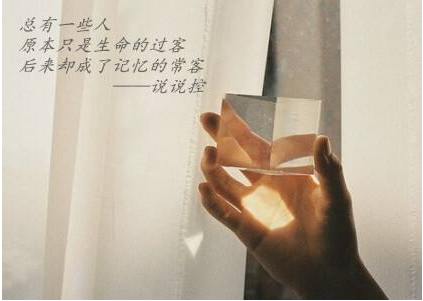 总有一些人
原本只是生命的过客
后来却成了记忆的常客
——说说控